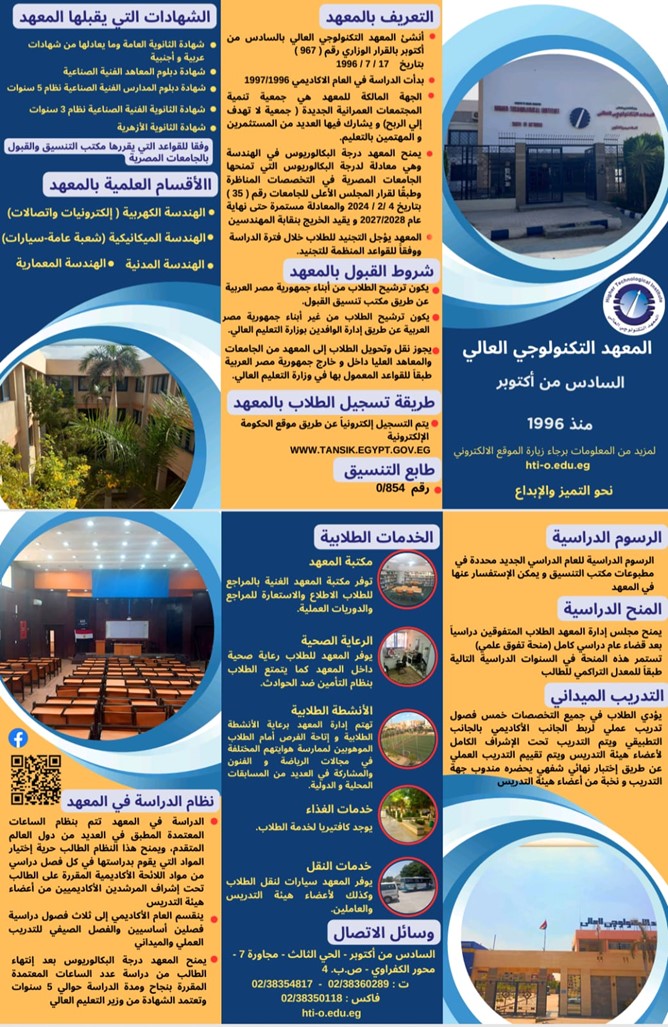 المعهد التكنولوجي العالي
السادس من أكتوبر
منذ 1996
لمزيد من المعلومات برجاء زيارة الموقع الالكتروني
hti-o.edu.eg
نحو التميز والإبداع
Higher Technological Institute
المعهد التكنولوجي العالي
التعريف بالمعهد
أنشئ المعهد التكنولوجي العالي بالسادس من
أكتوبر بالقرار الوزاري رقم ( 967 )
بتاريخ 17 / 7 / 1996
بدأت الدراسة في العام الاكاديمي 1997/1996
الجهة المالكة للمعهد هي جمعية تنمية
المجتمعات العمرانية الجديدة ( جمعية لا تهدف
إلي الربح) و يشارك فيها العديد من المستثمرين
و المهتمين بالتعليم.
يمنح المعهد درجة البكالوريوس في الهندسة
وهي معادلة لدرجة البكالوريوس التي تمنحها
الجامعات المصرية في التخصصات المناظرة
وطبقًا لقرار المجلس الأعلى للجامعات رقم ( 35 )
بتاريخ 4 /2 / 2024 والمعادلة مستمرة حتى نهاية
عام 2027/2028 و يقيد الخريج بنقابة المهندسين
المعهد يؤجل التجنيد للطلاب خلال فترة الدراسة
ووفقاً للقواعد المنظمة للتجنيد.
شروط القبول بالمعهد
يكون ترشيح الطلاب من أبناء جمهورية مصر العربية
عن طريق مكتب تنسيق القبول.
يكون ترشيح الطلاب من غير أبناء جمهورية مصر
العربية عن طريق إدارة الوافدين بوزارة التعليم العالي.
يجوز نقل وتحويل الطلاب إلى المعهد من الجامعات
والمعاهد العليا داخل و خارج جمهورية مصر العربية
طبقاً للقواعد المعمول بها في وزارة التعليم العالي.
طريقة تسجيل الطلاب بالمعهد
يتم التسجيل إلكترونياً عن طريق موقع الحكومة
الإلكترونية
WWW.TANSIK.EGYPT.GOV.EG
طابع التنسيق
رقم 0/854
الشهادات التي يقبلها المعهد
شهادة الثانوية العامة وما يعادلها من شهادات
عربية و أجنبية
شهادة دبلوم المعاهد الفنية الصناعية
شهادة دبلوم المدارس الفنية الصناعية نظام 5 سنوات
شهادة الثانوية الفنية الصناعية نظام 3 سنوات
شهادة الثانوية الأزهرية
وفقا للقواعد التي يقررها مكتب التنسيق والقبول
بالجامعات المصرية
االأقسام العلمية بالمعهد
الهندسة الكهربية ( إلكترونيات واتصالات)
الهندسة الميكانيكية (شعبة عامة-سيارات)
الهندسة المدنية
الهندسة المعمارية
الرسوم الدراسية
الرسوم الدراسية للعام الدراسي الجديد محددة في
مطبوعات مكتب التنسيق و يمكن الإستفسار عنها
في المعهد
المنح الدراسية
يمنح مجلس إدارة المعهد الطلاب المتفوقين دراسياً
بعد قضاء عام دراسي كامل (منحة تفوق علمي)
تستمر هذه المنحة في السنوات الدراسية التالية
طبقاً للمعدل التراكمي للطالب
التدريب الميداني
يؤدي الطلاب في جميع التخصصات خمس فصول
تدريب عملي لربط الجانب الأكاديمي بالجانب
التطبيقي ويتم التدريب تحت الإشراف الكامل
لأعضاء هيئة التدريس ويتم تقييم التدريب العملي
عن طريق إختبار نهائي شفهي يحضره مندوب جهة
التدريب و نخبة من أعضاء هيئة التدريس
الخدمات الطلابية
مكتبة المعهد
توفر مكتبة المعهد الفنية بالمراجع
للطلاب الاطلاع والاستعارة للمراجع
والدوريات العملية.
الرعاية الصحية
يوفر المعهد للطلاب رعاية صحية
داخل المعهد كما يتمتع الطلاب
بنظام التأمين ضد الحوادث.
الأنشطة الطلابية
تهتم إدارة المعهد برعاية الأنشطة
الطلابية و إتاحة الفرص أمام الطلاب
الموهوبين لممارسة هوايتهم المختلفة
في مجالات الرياضة و الفنون
والمشاركة في العديد من المسابقات
المحلية و الدولية.
خدمات الغذاء
يوجد كافتيريا لخدمة الطلاب.
خدمات النقل
يوفر المعهد سيارات لنقل الطلاب
وكذلك لأعضاء هيئة التدريس
والعاملين.
وسائل الاتصال
السادس من أكتوبر - الحي الثالث - مجاورة 7 -
محور الكفراوي - ص.ب. 4
ت : 02/38360289 - 02/38354817
فاكس : 02/38350118
hti-o.edu.eg
نظام الدراسة في المعهد
الدراسة في المعهد تتم بنظام الساعات
المعتمدة المطبق في العديد من دول العالم
المتقدم، ويمنح هذا النظام الطالب حرية إختيار
المواد التي يقوم بدراستها في كل فصل دراسي
من مواد اللائحة الأكاديمية المقررة على الطالب
تحت إشراف المرشدين الأكاديميين من أعضاء
هيئة التدريس
ينقسم العام الأكاديمي إلى ثلاث فصول دراسية
فصلين أساسيين والفصل الصيفي للتدريب
العملي والميداني
يمنح المعهد درجة البكالوريوس بعد إنتهاء
الطالب من دراسة عدد الساعات المعتمدة
المقررة بنجاح ومدة الدراسة حوالي 5 سنوات
وتعتمد الشهادة من وزير التعليم العالي